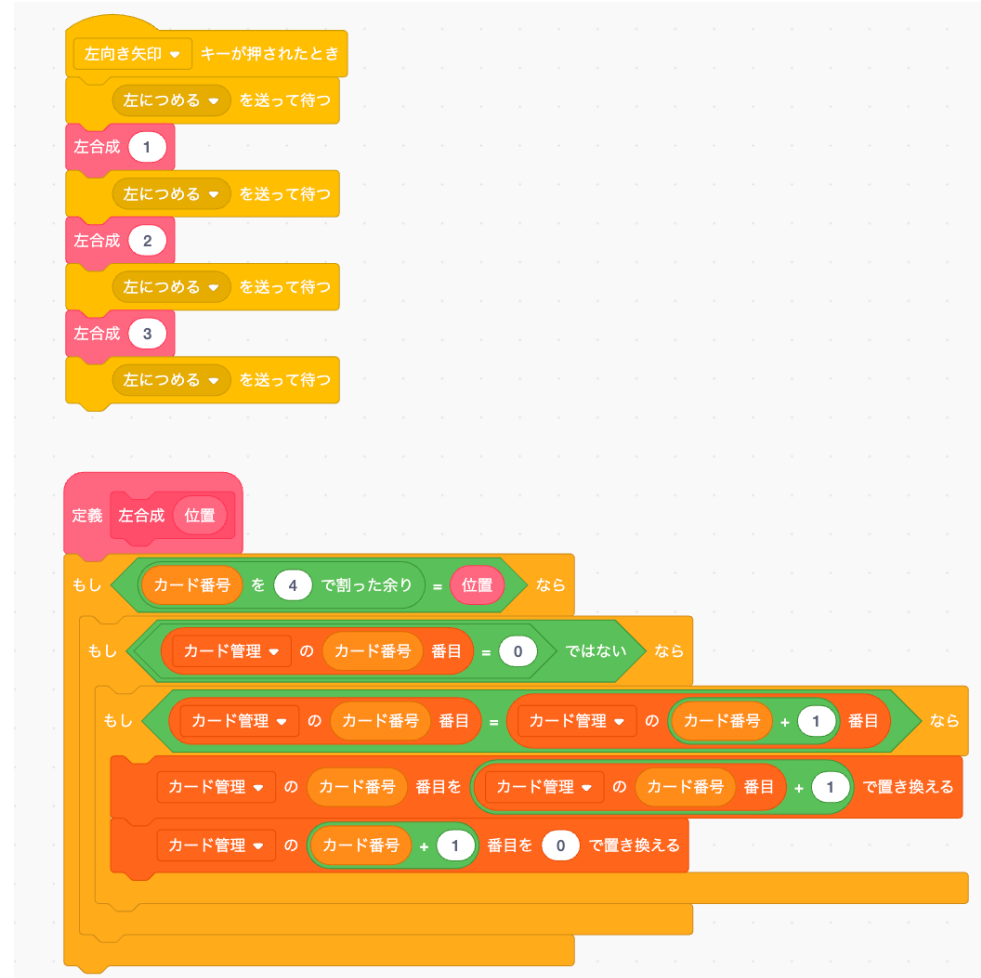 左向き矢印 キーが押されたとき
左につめる を送って待つ
左合成 1
左につめる を送って待つ
左合成 2
左につめる を送って待つ
左合成 3
左につめる を送って待つ
定義 左合成 位置
もし カード番号 を 4 で割った余り = 位置 なら
もし カード管理 の カード番号 番目 = 0 ではない なら
もし カード管理 の カード番号 番目 = カード管理 の カード番号 + 1 番目 なら
カード管理 の カード番号 番目を カード管理 の カード番号 番目 + 1 で置き換える
カード管理 の カード番号 + 1 番目を 0 で置き換える